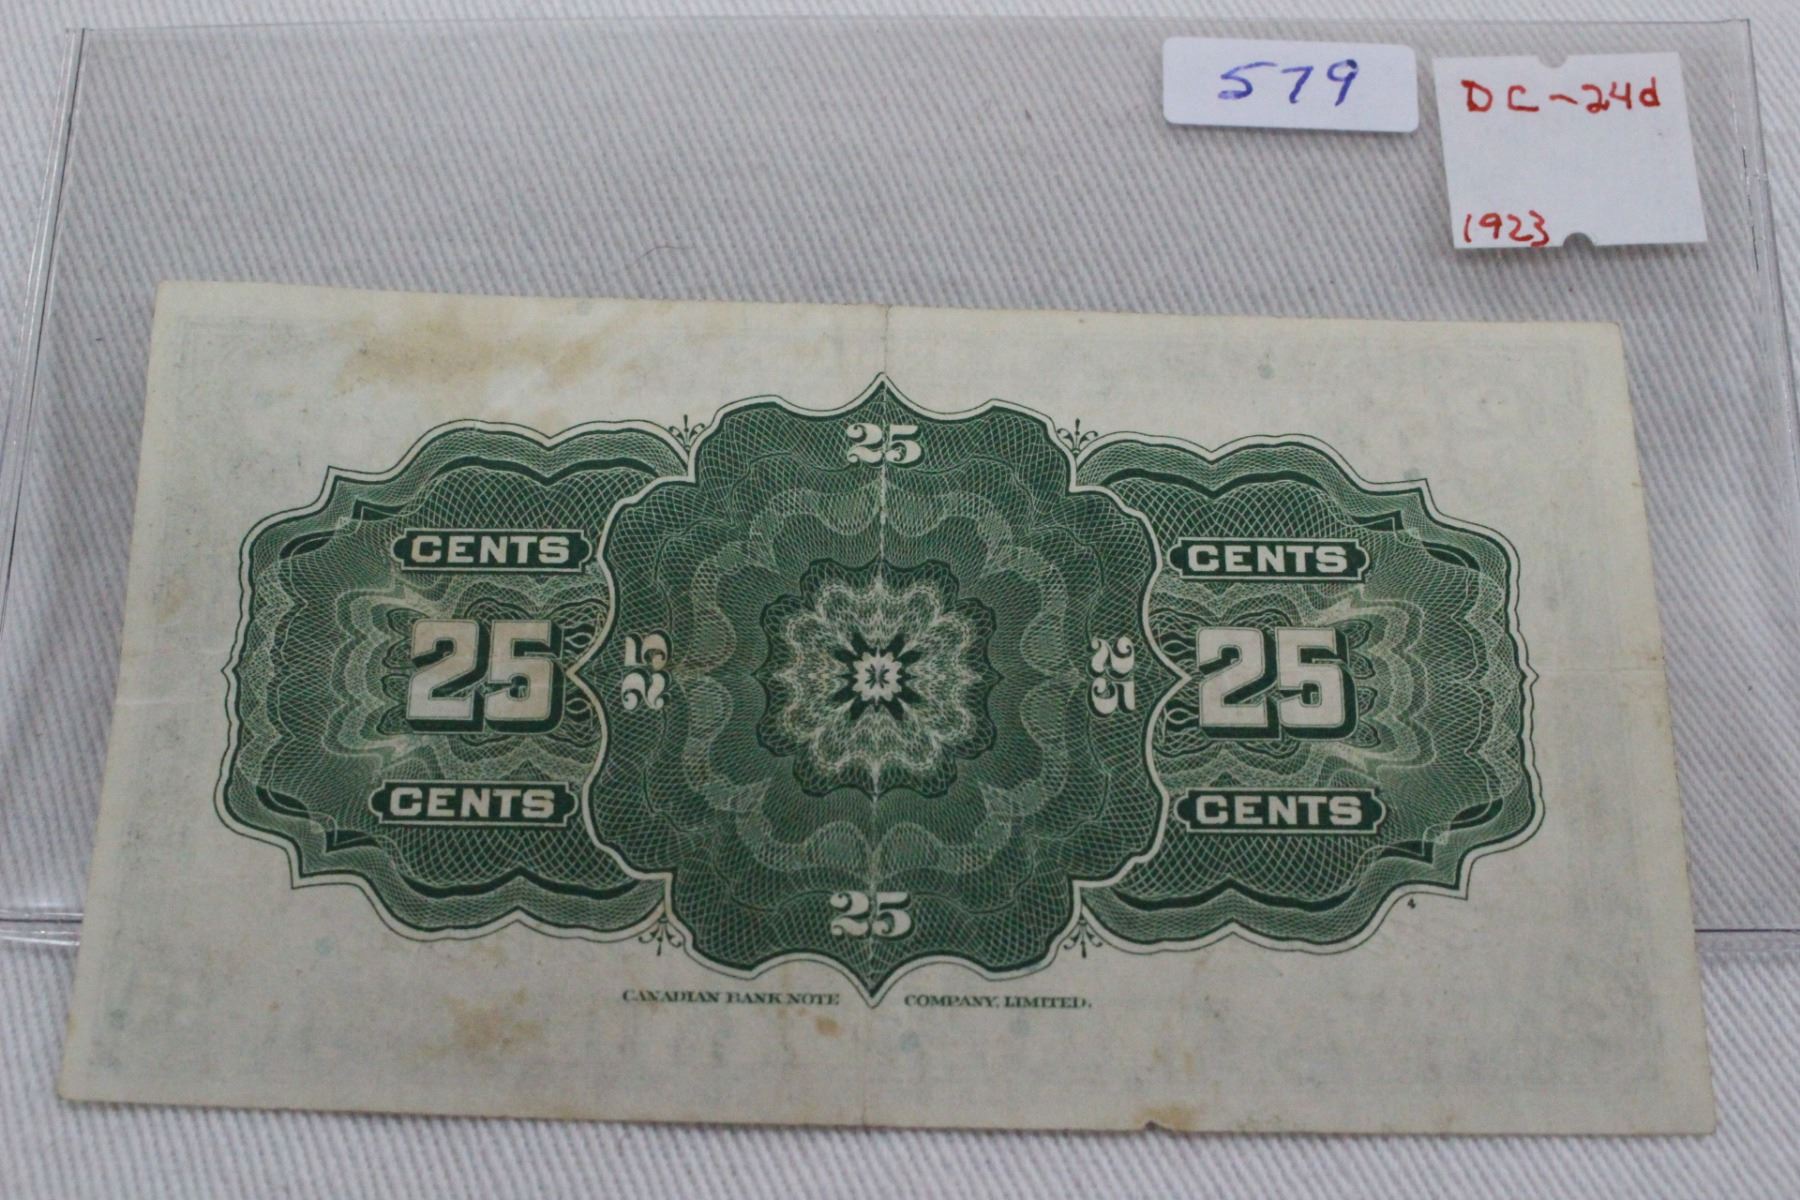 579
DC-24d
1923
25
CENTS CENTS
25 25 25 25
CENTS CENTS
25
4
CANADIAN BANK NOTE COMPANY, LIMITED.